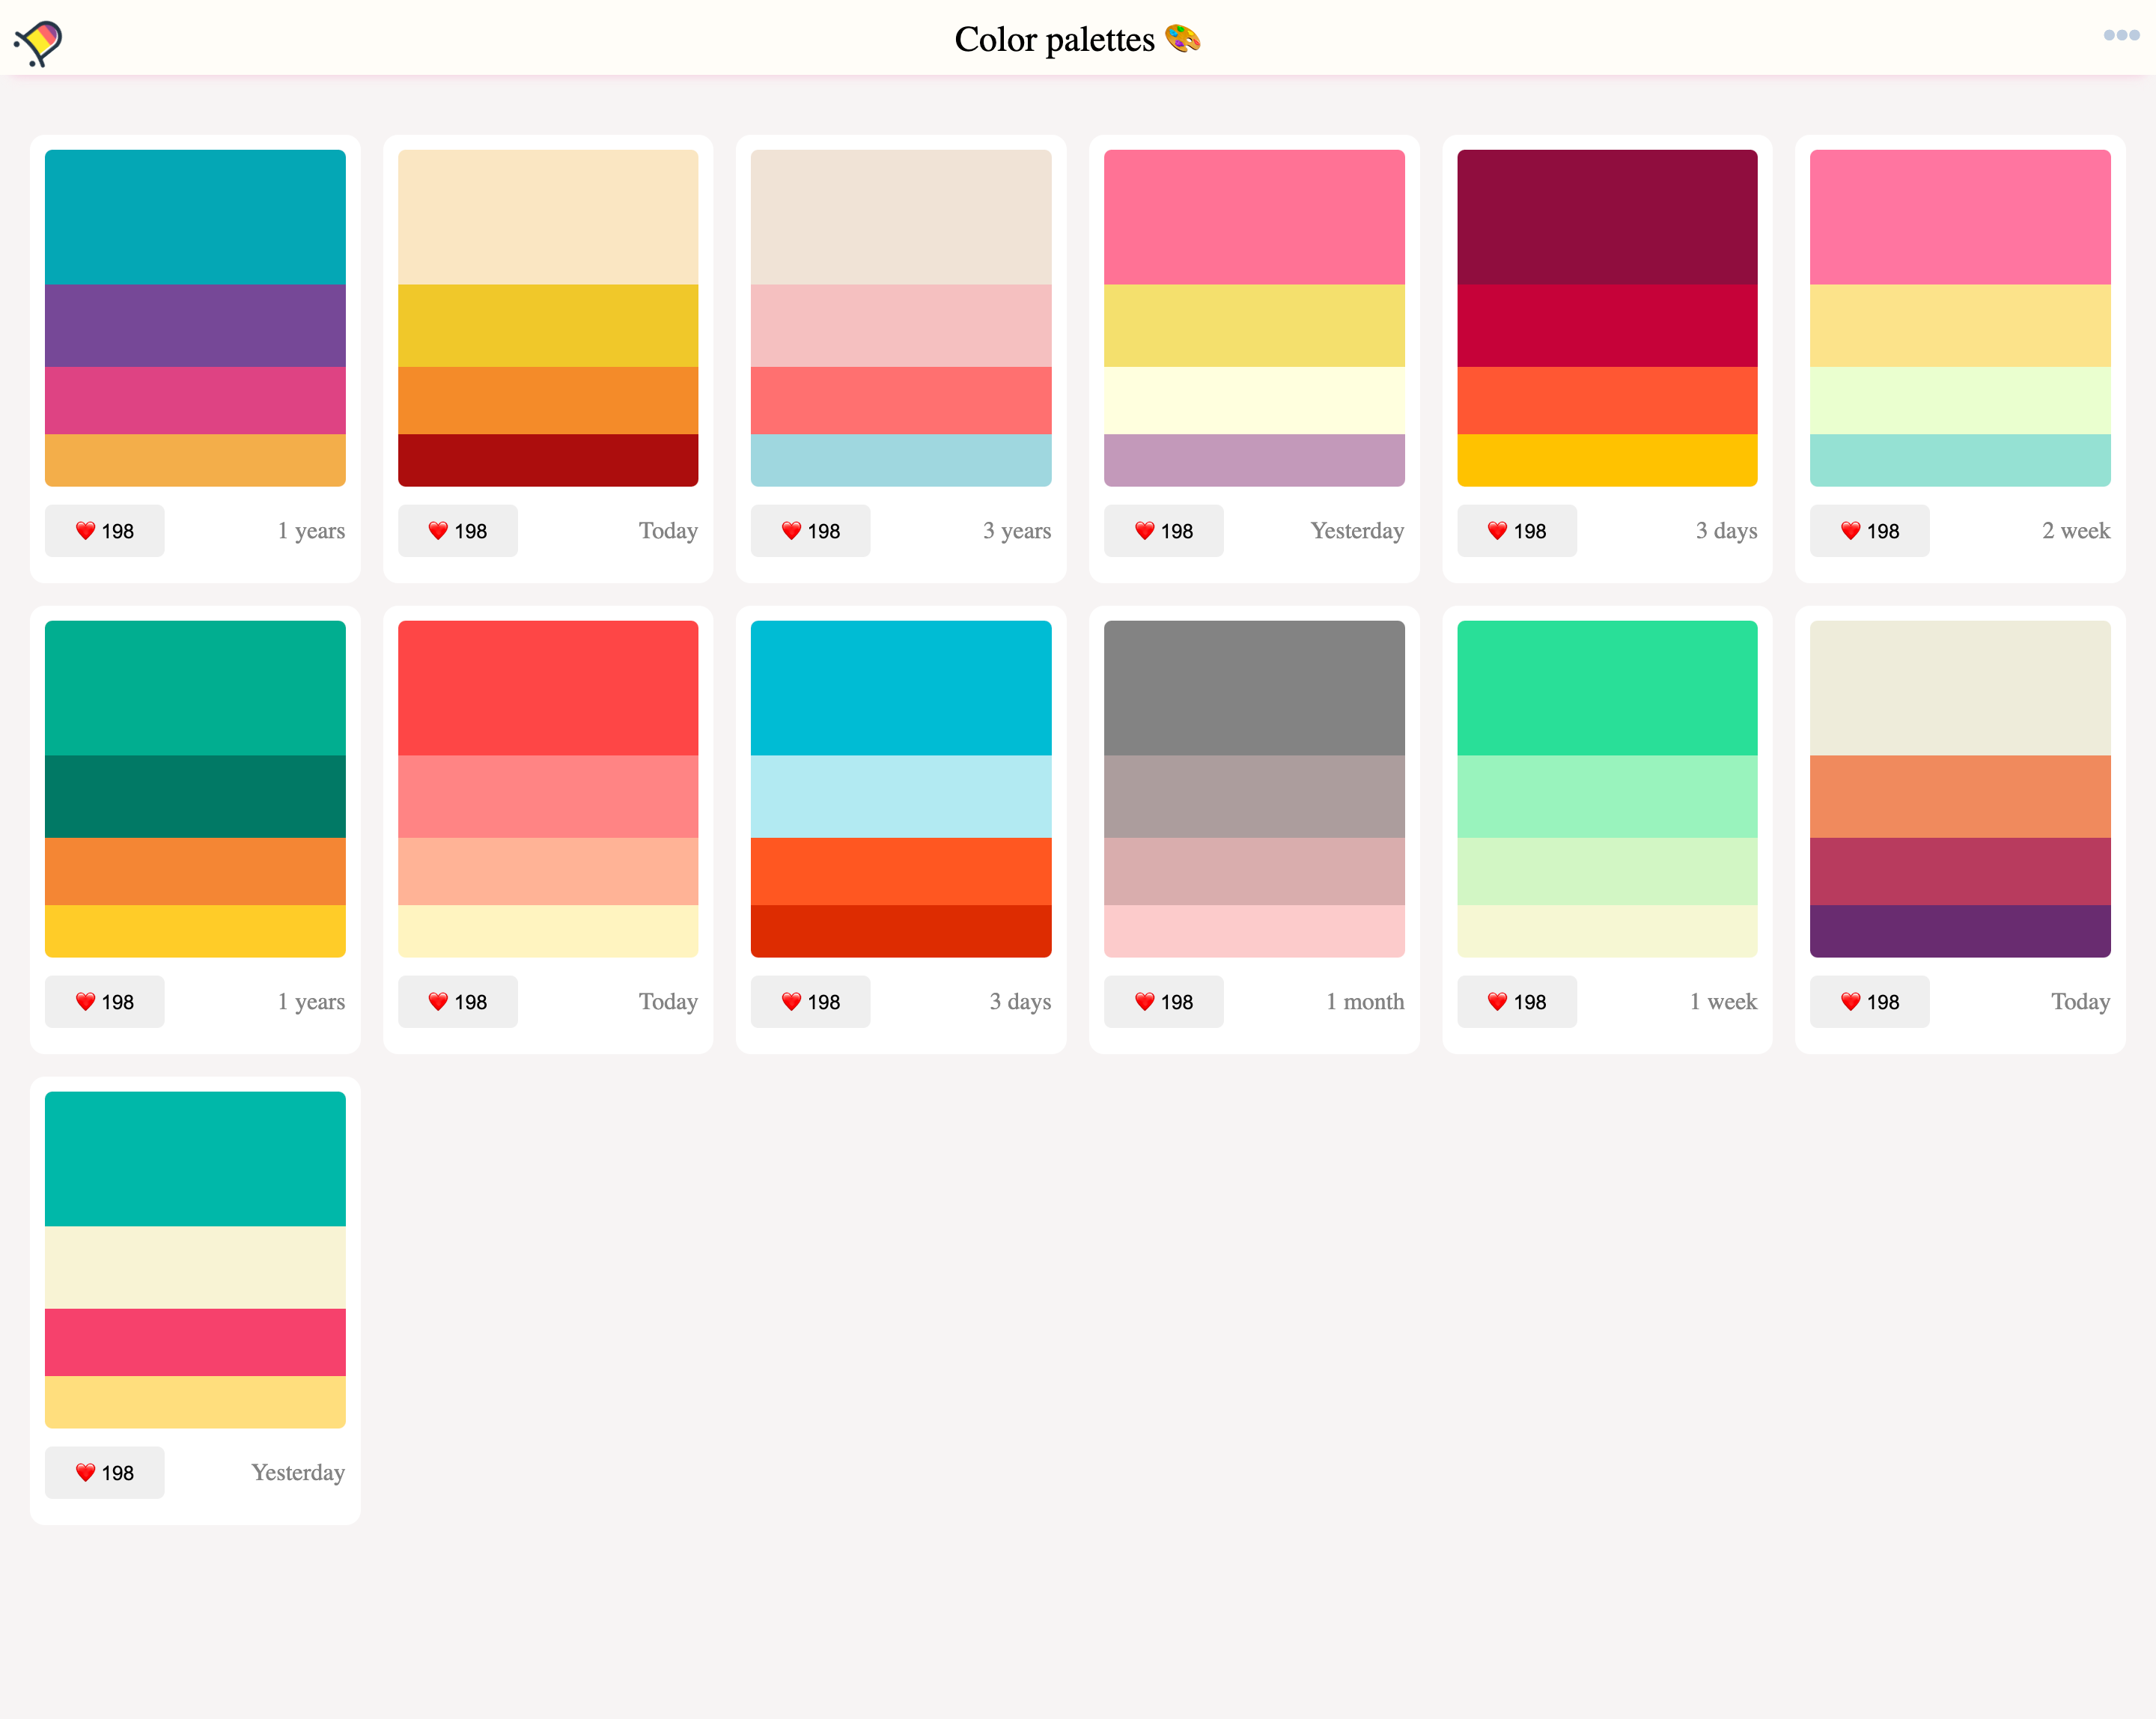 Color palettes 🎨
❤️ 198 1 years
❤️ 198 Today
❤️ 198 3 years
❤️ 198 Yesterday
❤️ 198 3 days
❤️ 198 2 week
❤️ 198 1 years
❤️ 198 Today
❤️ 198 3 days
❤️ 198 1 month
❤️ 198 1 week
❤️ 198 Today
❤️ 198 Yesterday